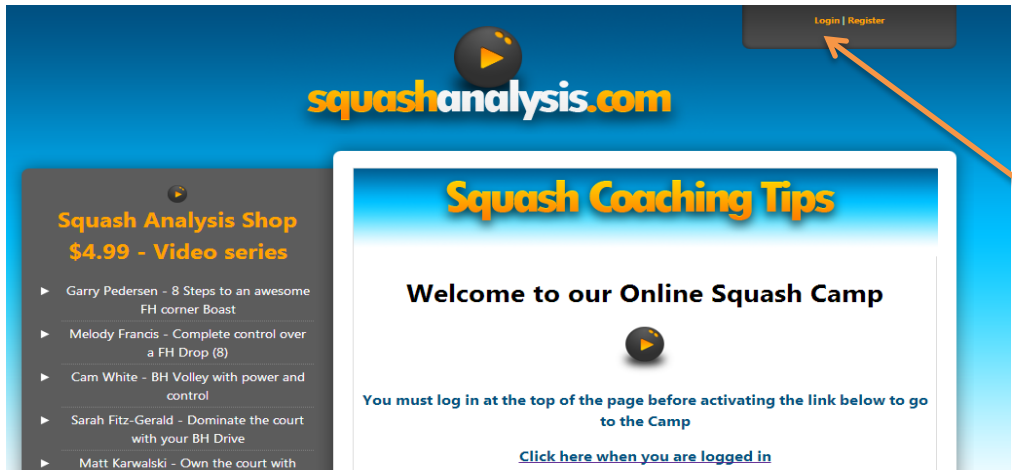 Login | Register
squashanalysis.com
Squash Analysis Shop
$4.99 - Video series
Garry Pedersen - 8 Steps to an awesome
FH corner Boast
Melody Francis - Complete control over
a FH Drop (8)
Cam White - BH Volley with power and
control
Sarah Fitz-Gerald - Dominate the court
with your BH Drive
Matt Karwalski - Own the court with
Squash Coaching Tips
Welcome to our Online Squash Camp
You must log in at the top of the page before activating the link below to go
to the Camp
Click here when you are logged in